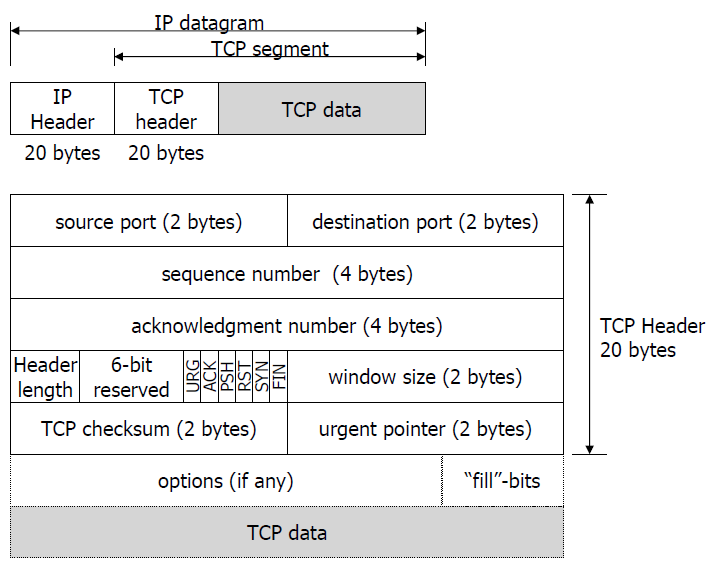 IP datagram
TCP segment
IP
Header
TCP
header
TCP data
20 bytes
20 bytes
source port (2 bytes)
destination port (2 bytes)
sequence number (4 bytes)
acknowledgment number (4 bytes)
TCP Header
20 bytes
Header
length
6-bit
reserved
URG
ACK
PSH
RST
SYN
FIN
window size (2 bytes)
TCP checksum (2 bytes)
urgent pointer (2 bytes)
options (if any)
“fill”-bits
TCP data